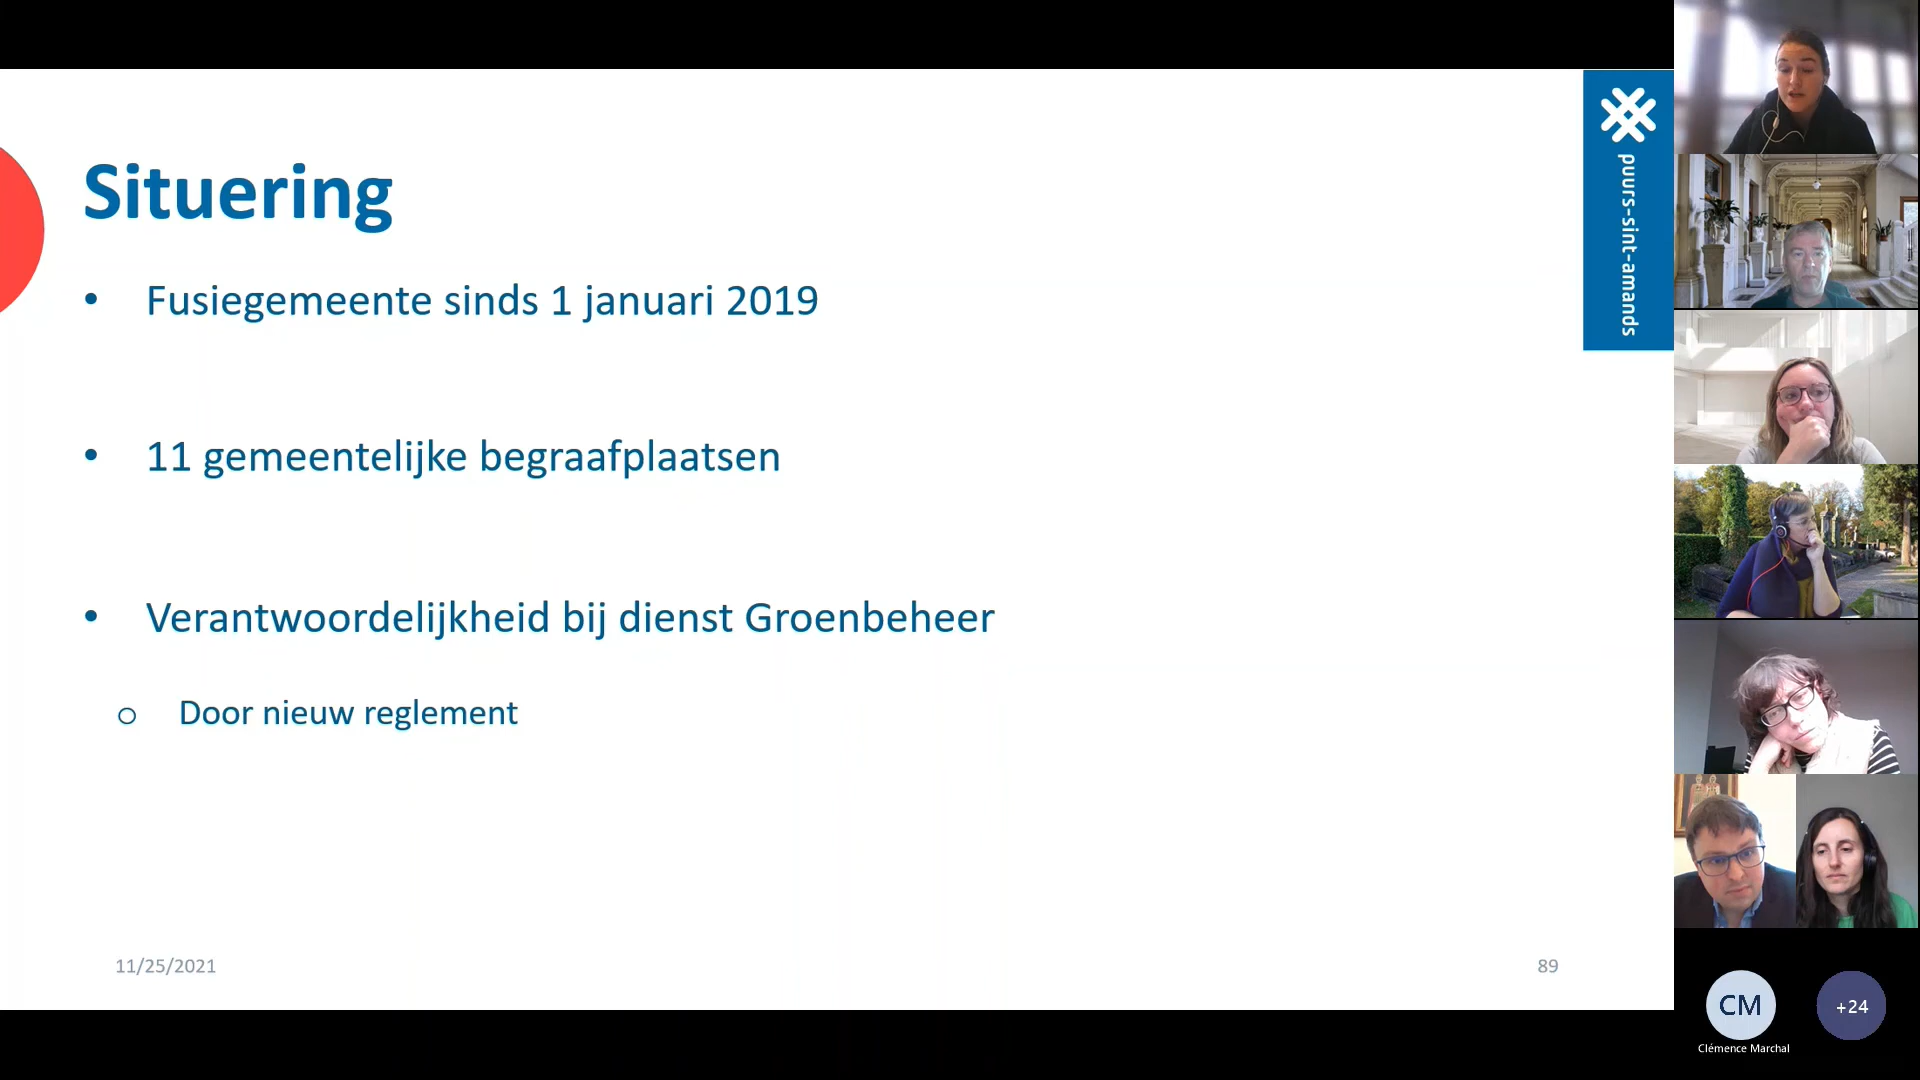 Situering
• Fusiegemeente sinds 1 januari 2019
• 11 gemeentelijke begraafplaatsen
• Verantwoordelijkheid bij dienst Groenbeheer
o Door nieuw reglement
11/25/2021
89
puurs-sint-amands
CM
+24
Clémence Marchal